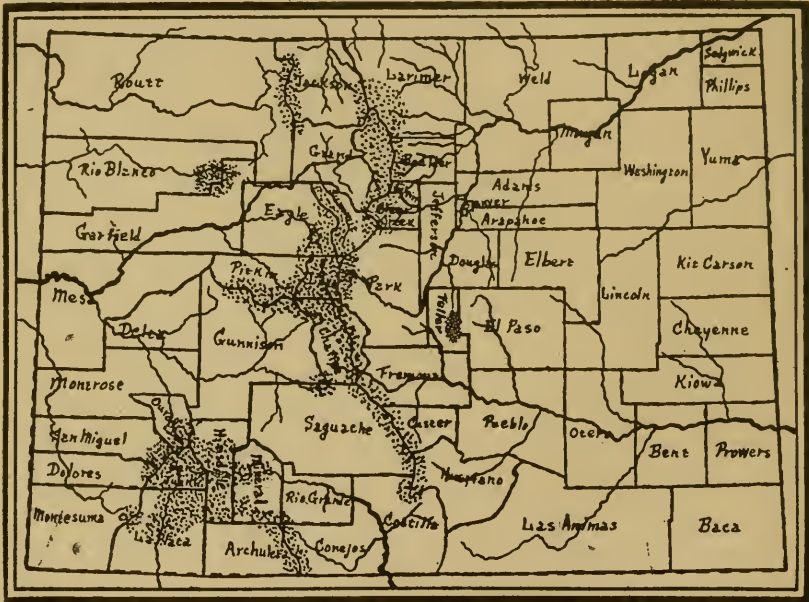 Routt
Jackson
Larimer
Weld
Logan
Sedgwick
Phillips
Morgan
Rio Blanco
Grand
Boulder
Washington
Yuma
Adams
Denver
Arapahoe
Jefferson
Eagle
Garfield
Pitkin
Park
Douglas
Elbert
Lincoln
Kit Carson
Mesa
Delta
Gunnison
Chaffee
Teller
El Paso
Cheyenne
Fremont
Kiowa
Montrose
Ouray
San Miguel
Saguache
Custer
Pueblo
Otero
Bent
Prowers
Dolores
Hinsdale
Mineral
Rio Grande
Huerfano
Montesuma
La Plata
Archuleta
Conejos
Costilla
Las Animas
Baca